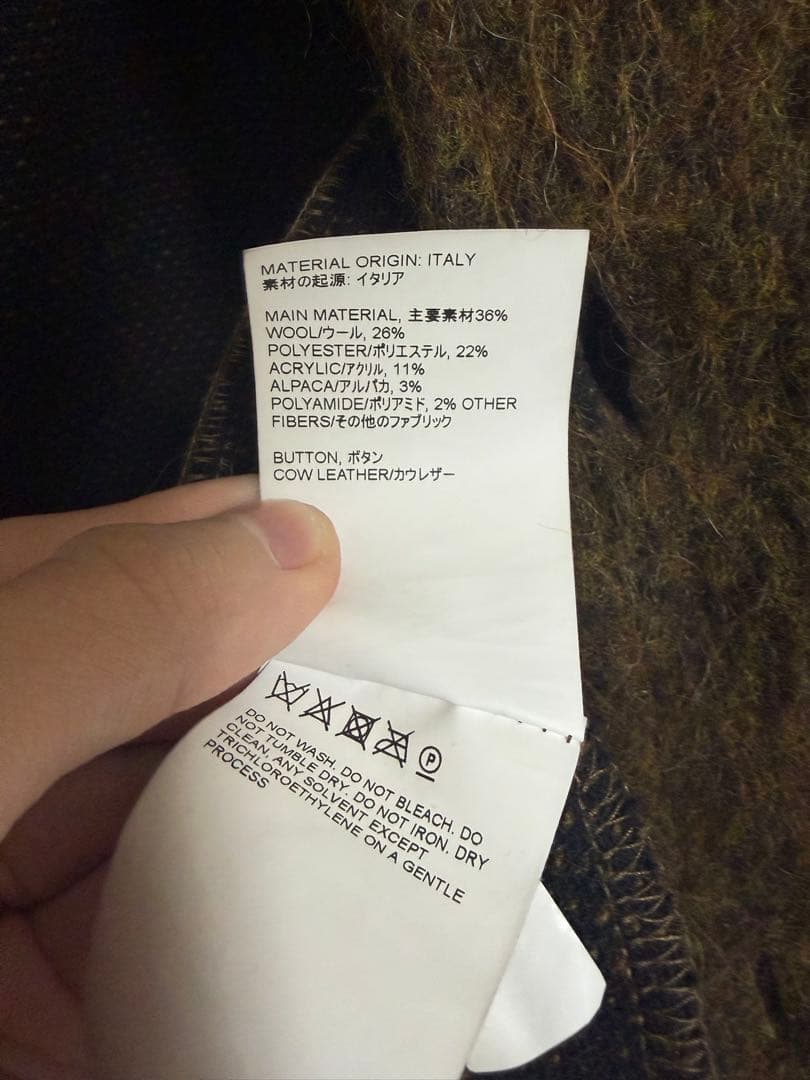 MATERIAL ORIGIN: ITALY
素材の起源: イタリア
MAIN MATERIAL, 主要素材36%
WOOL/ウール, 26%
POLYESTER/ポリエステル, 22%
ACRYLIC/アクリル, 11%
ALPACA/アルパカ, 3%
POLYAMIDE/ポリアミド, 2% OTHER
FIBERS/その他のファブリック
BUTTON, ボタン
COW LEATHER/カウレザー
P
DO NOT WASH. DO NOT BLEACH. DO
NOT TUMBLE DRY. DO NOT IRON. DRY
CLEAN, ANY SOLVENT EXCEPT
TRICHLOROETHYLENE ON A GENTLE
PROCESS